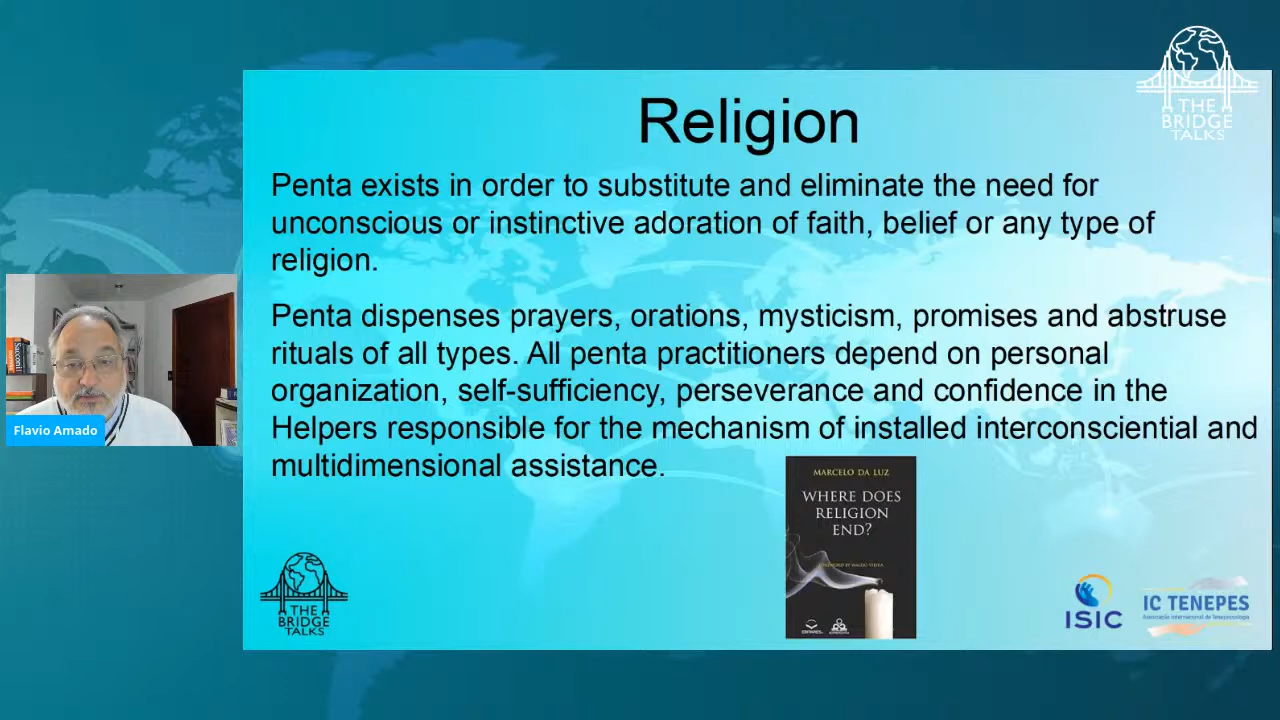 THE
BRIDGE
TALKS
Religion
Penta exists in order to substitute and eliminate the need for
unconscious or instinctive adoration of faith, belief or any type of
religion.
Penta dispenses prayers, orations, mysticism, promises and abstruse
rituals of all types. All penta practitioners depend on personal
organization, self-sufficiency, perseverance and confidence in the
Helpers responsible for the mechanism of installed interconsciential and
multidimensional assistance.
Flavio Amado
MARCELO DA LUZ
WHERE DOES
RELIGION
END?
THE
BRIDGE
TALKS
ISIC
IC TENEPES